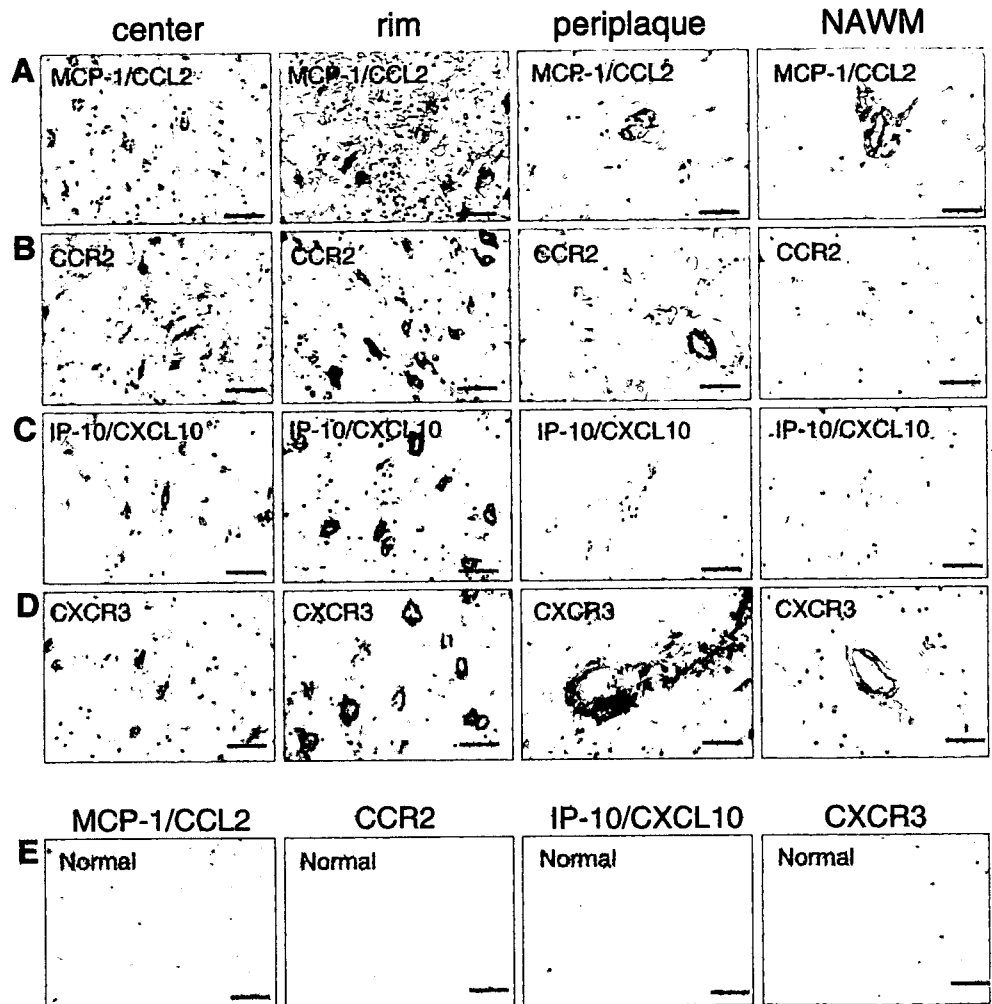 center rim periplaque NAWM
A MCP-1/CCL2 MCP-1/CCL2 MCP-1/CCL2 MCP-1/CCL2
B CCR2 CCR2 CCR2 CCR2
C IP-10/CXCL10 IP-10/CXCL10 IP-10/CXCL10 IP-10/CXCL10
D CXCR3 CXCR3 CXCR3 CXCR3
MCP-1/CCL2 CCR2 IP-10/CXCL10 CXCR3
E Normal Normal Normal Normal